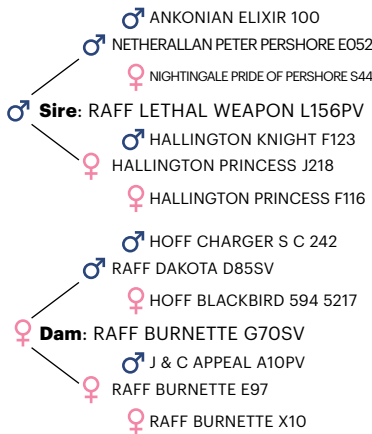 ANKONIAN ELIXIR 100
NETHERALLAN PETER PERSHORE E052
NIGHTINGALE PRIDE OF PERSHORE S44
Sire: RAFF LETHAL WEAPON L156PV
HALLINGTON KNIGHT F123
HALLINGTON PRINCESS J218
HALLINGTON PRINCESS F116
HOFF CHARGER S C 242
RAFF DAKOTA D85SV
HOFF BLACKBIRD 594 5217
Dam: RAFF BURNETTE G70SV
J & C APPEAL A10PV
RAFF BURNETTE E97
RAFF BURNETTE X10